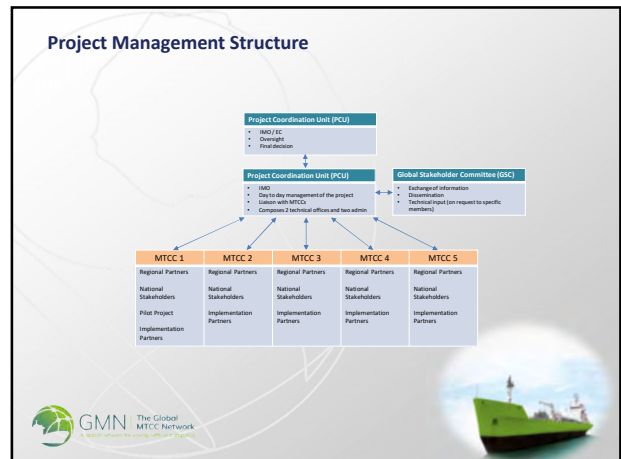 Project Management Structure
Project Coordination Unit (PCU)
• IMO / EC
• Oversight
• Final decision
Project Coordination Unit (PCU)
• IMO
• Day to day management of the project
• Liaison with MTCCs
• Composes 2 technical offices and two admin
Global Stakeholder Committee (GSC)
• Exchange of information
• Dissemination
• Technical input (on request to specific
members)
MTCC 1
Regional Partners
National
Stakeholders
Pilot Project
Implementation
Partners
MTCC 2
Regional Partners
National
Stakeholders
Implementation
Partners
MTCC 3
Regional Partners
National
Stakeholders
Implementation
Partners
MTCC 4
Regional Partners
National
Stakeholders
Implementation
Partners
MTCC 5
Regional Partners
National
Stakeholders
Implementation
Partners
GMN
The Global
MTCC Network